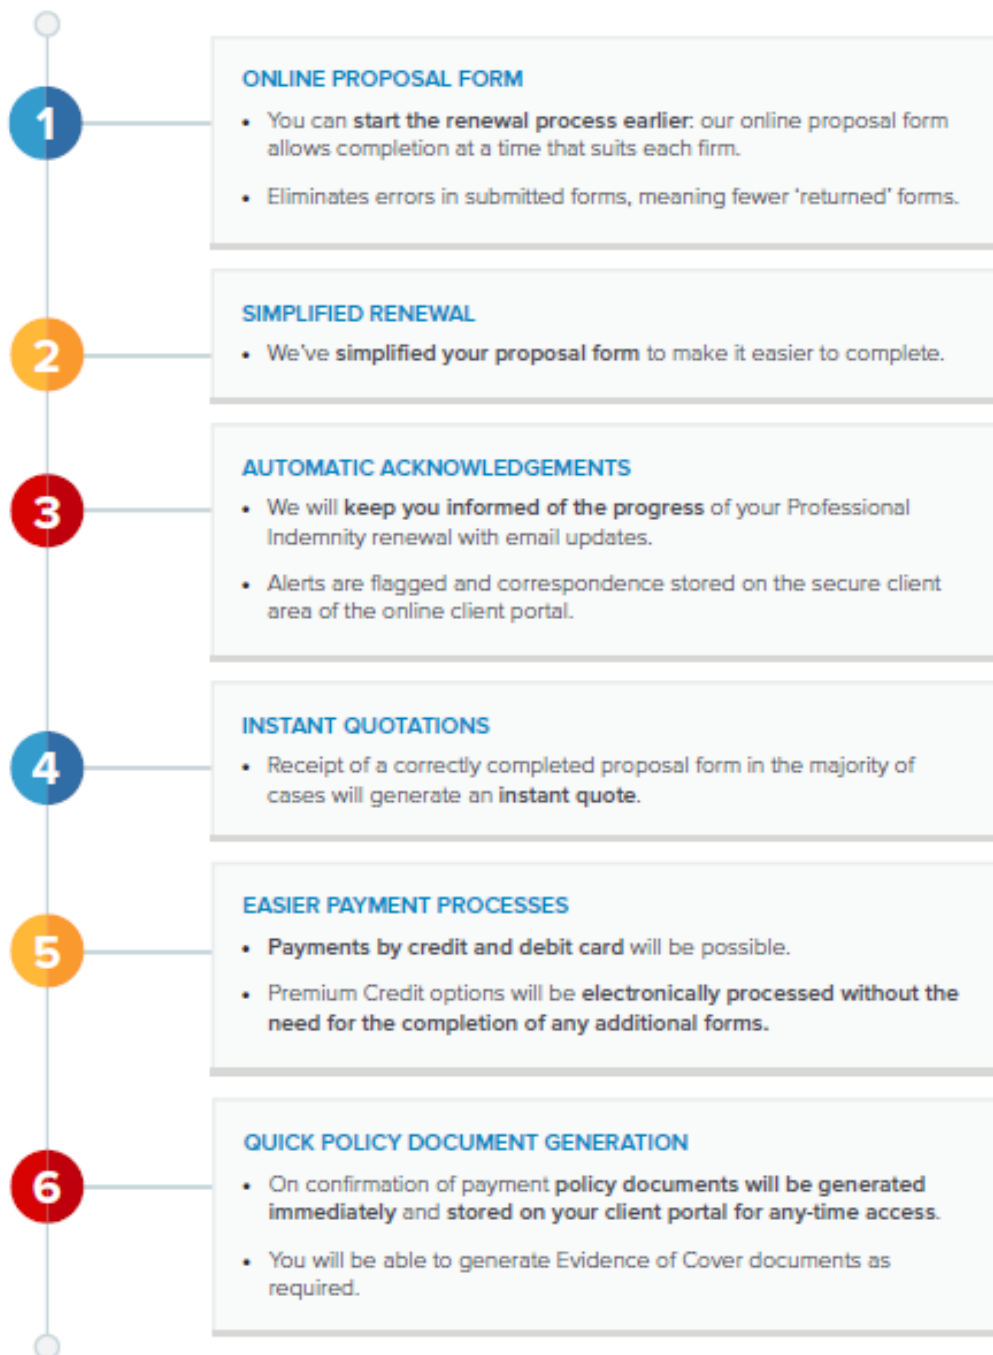 1
ONLINE PROPOSAL FORM
• You can start the renewal process earlier: our online proposal form
allows completion at a time that suits each firm.
• Eliminates errors in submitted forms, meaning fewer ‘returned’ forms.
2
SIMPLIFIED RENEWAL
• We’ve simplified your proposal form to make it easier to complete.
3
AUTOMATIC ACKNOWLEDGEMENTS
• We will keep you informed of the progress of your Professional
Indemnity renewal with email updates.
• Alerts are flagged and correspondence stored on the secure client
area of the online client portal.
4
INSTANT QUOTATIONS
• Receipt of a correctly completed proposal form in the majority of
cases will generate an instant quote.
5
EASIER PAYMENT PROCESSES
• Payments by credit and debit card will be possible.
• Premium Credit options will be electronically processed without the
need for the completion of any additional forms.
6
QUICK POLICY DOCUMENT GENERATION
• On confirmation of payment policy documents will be generated
immediately and stored on your client portal for any-time access.
• You will be able to generate Evidence of Cover documents as
required.